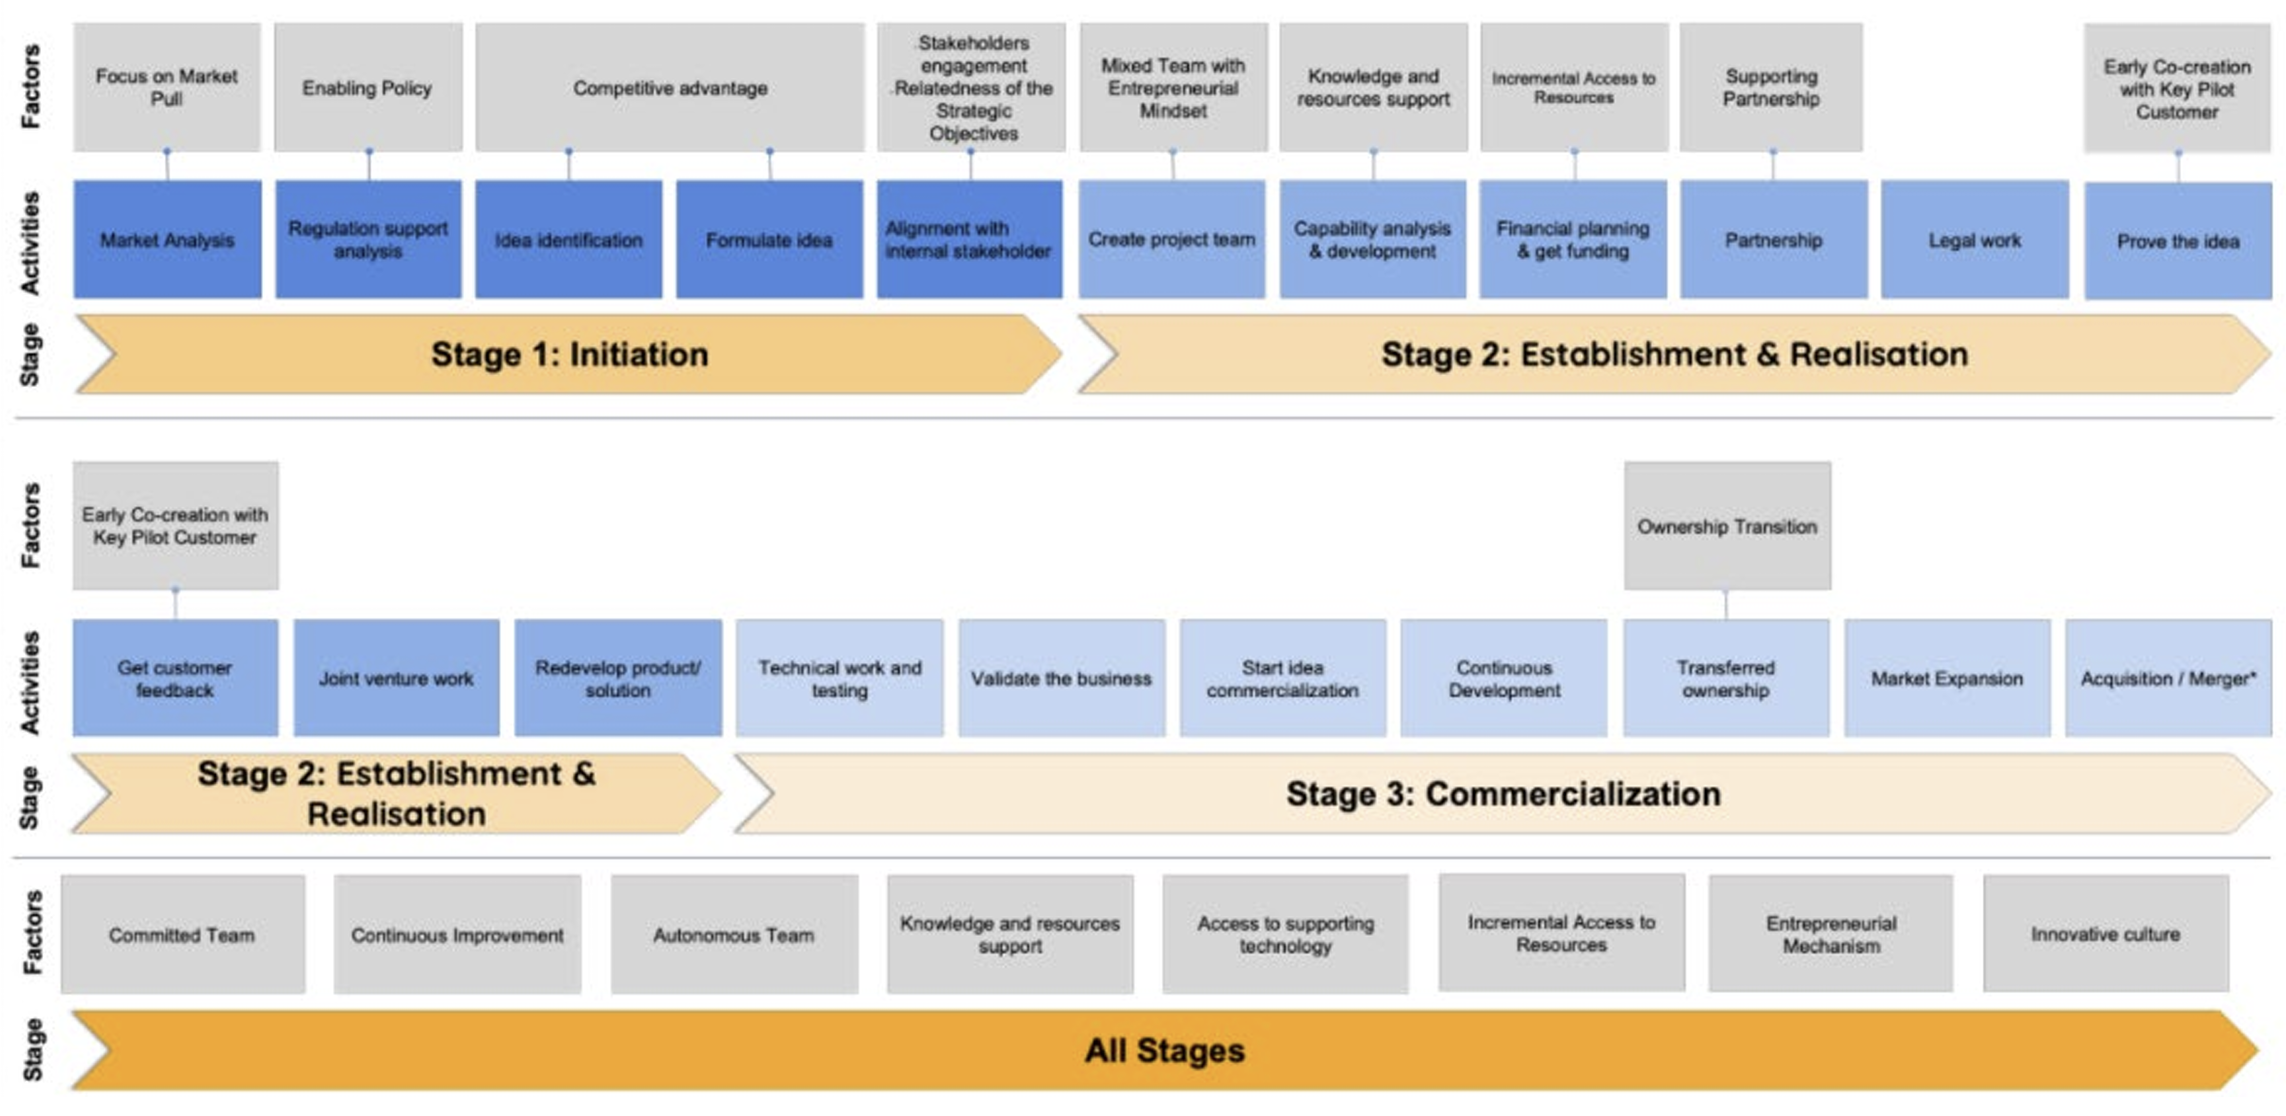 Factors
Focus on Market
Pull
Enabling Policy
Competitive advantage
Stakeholders
engagement
Relatedness of the
Strategic
Objectives
Mixed Team with
Entrepreneurial
Mindset
Knowledge and
resources support
Incremental Access to
Resources
Supporting
Partnership
Early Co-creation
with Key Pilot
Customer
Activities
Market Analysis
Regulation support
analysis
Idea identification
Formulate idea
Alignment with
internal stakeholder
Create project team
Capability analysis
& development
Financial planning
& get funding
Partnership
Legal work
Prove the idea
Stage
Stage 1: Initiation
Stage 2: Establishment & Realisation
Factors
Early Co-creation with
Key Pilot Customer
Ownership Transition
Activities
Get customer
feedback
Joint venture work
Redevelop product/
solution
Technical work and
testing
Validate the business
Start idea
commercialization
Continuous
Development
Transferred
ownership
Market Expansion
Acquisition / Merger*
Stage
Stage 2: Establishment &
Realisation
Stage 3: Commercialization
Factors
Committed Team
Continuous Improvement
Autonomous Team
Knowledge and resources
support
Access to supporting
technology
Incremental Access to
Resources
Entrepreneurial
Mechanism
Innovative culture
Stage
All Stages